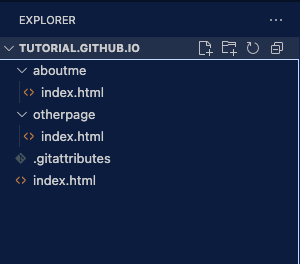 EXPLORER
TUTORIAL.GITHUB.IO
aboutme
index.html
otherpage
index.html
.gitattributes
index.html